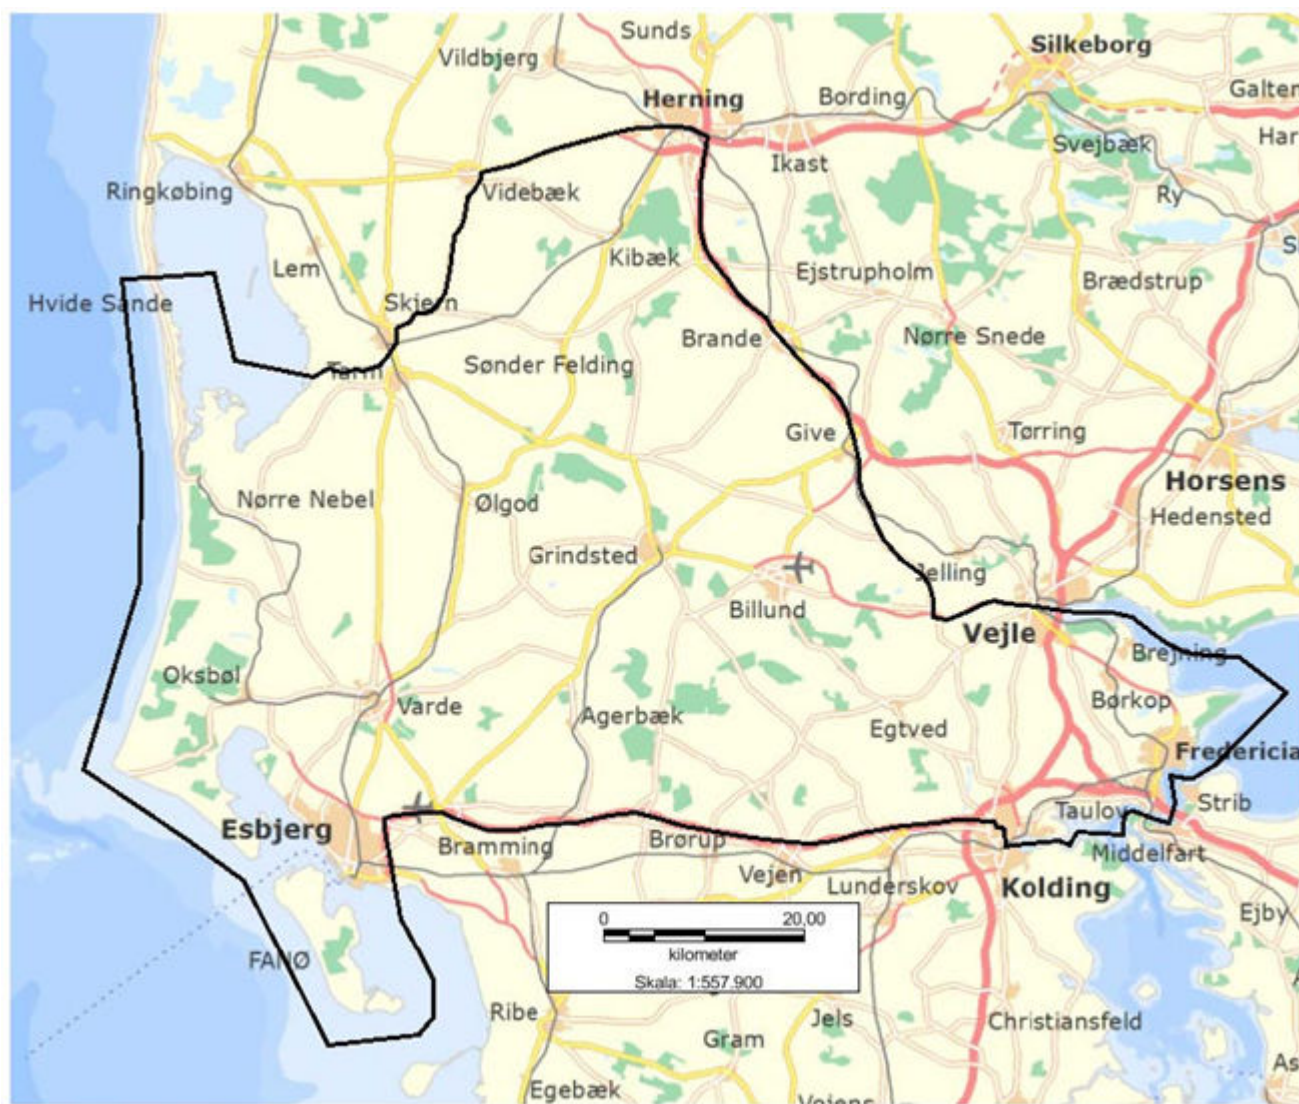 Sunds
Silkeborg
Vildbjerg
Galten
Herning
Bording
Har
Svejbæk
Ikast
Ringkøbing
Videbæk
Ry
Kibæk
Lem
Ejstrupholm
Brædstrup
Hvide Sande
Skjern
Brande
Nørre Snede
Tarm
Sønder Felding
Give
Tørring
Horsens
Nørre Nebel
Ølgod
Hedensted
Grindsted
Jelling
Billund
Vejle
Brejning
Oksbøl
Varde
Agerbæk
Egtved
Børkop
Fredericia
Esbjerg
Taulov
Strib
Bramming
Brørup
Middelfart
Vejen
Lunderskov
Kolding
0 20,00
Ejby
kilometer
FANØ
Skala: 1:557.900
Ribe
Jels
Christiansfeld
Gram
As
Egebæk
Vojens